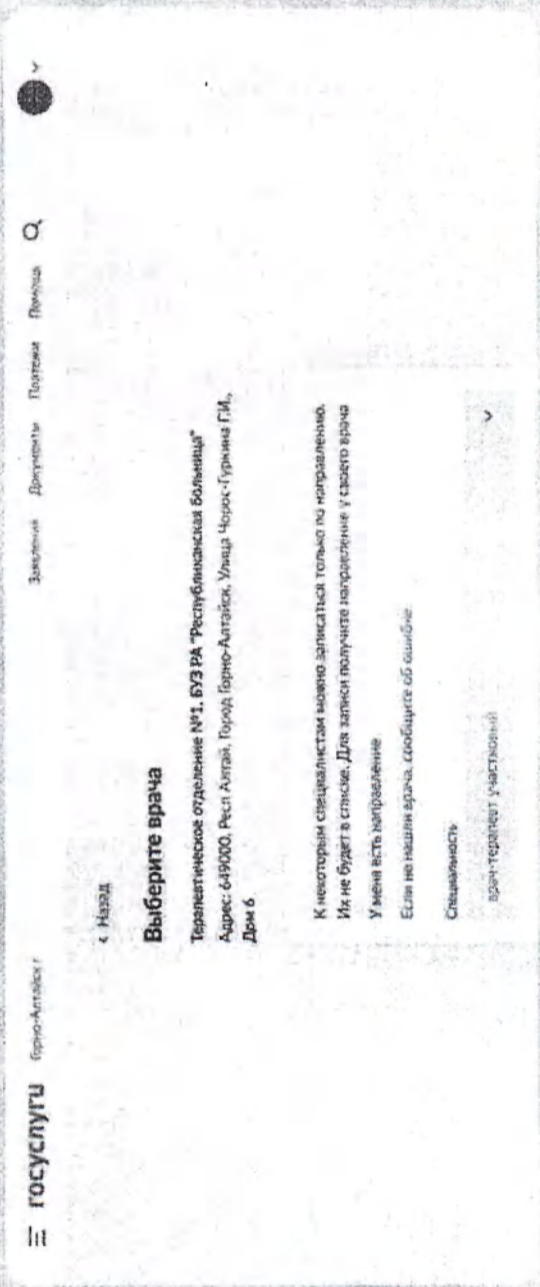 госуслуги Горно-Алтайск Заявления Документы Платежи Помощь
Назад
Выберите врача
Терапевтическое отделение №1. БУЗ РА "Республиканская больница"
Адрес: 649000, Респ Алтай, Город Горно-Алтайск, Улица Чорос-Гуркина Г.И.,
Дом 6
К некоторым специалистам можно записаться только по направлению.
Их не будет в списке. Для записи получите направление у своего врача
У меня есть направление
Если не нашли врача, сообщите об ошибке
Специальность
врач-терапевт участковый